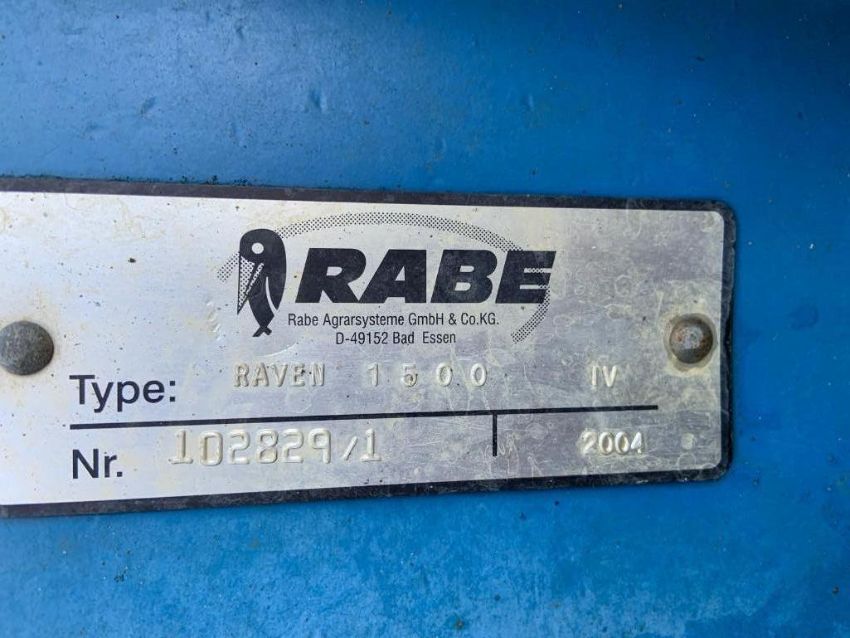 RABE
Rabe Agrarsysteme GmbH & Co.KG.
D-49152 Bad Essen
Type: RAVEN 1500 IV
Nr. 102829/1 2004